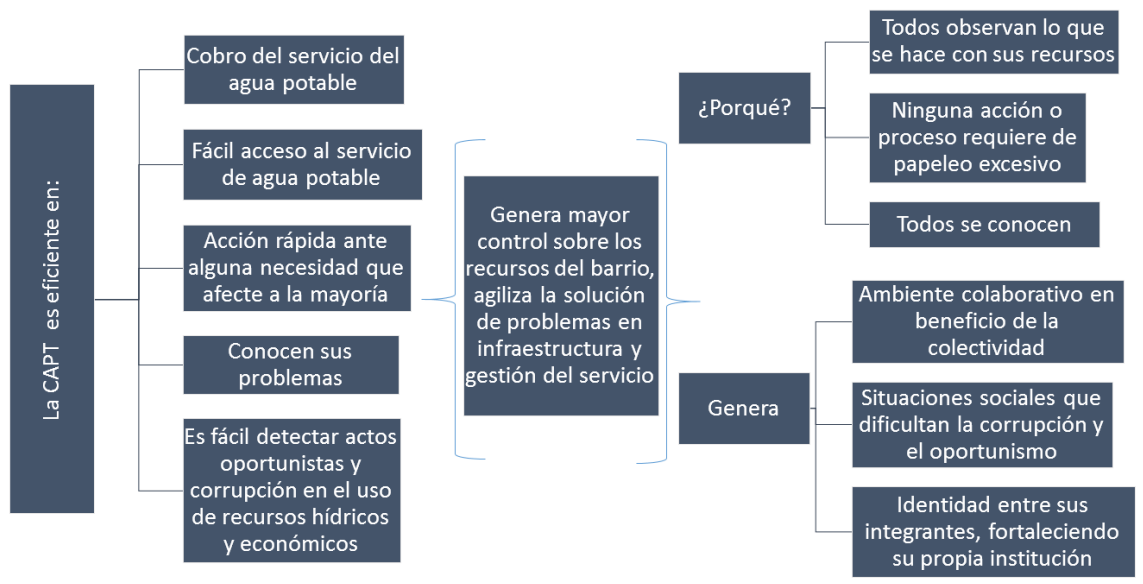 La CAPT es eficiente en:
Cobro del servicio del
agua potable
Fácil acceso al servicio
de agua potable
Acción rápida ante
alguna necesidad que
afecte a la mayoría
Conocen sus
problemas
Es fácil detectar actos
oportunistas y
corrupción en el uso
de recursos hídricos
y económicos
Genera mayor
control sobre los
recursos del barrio,
agiliza la solución
de problemas en
infraestructura y
gestión del servicio
¿Porqué?
Todos observan lo que
se hace con sus recursos
Ninguna acción o
proceso requiere de
papeleo excesivo
Todos se conocen
Genera
Ambiente colaborativo en
beneficio de la
colectividad
Situaciones sociales que
dificultan la corrupción y
el oportunismo
Identidad entre sus
integrantes, fortaleciendo
su propia institución